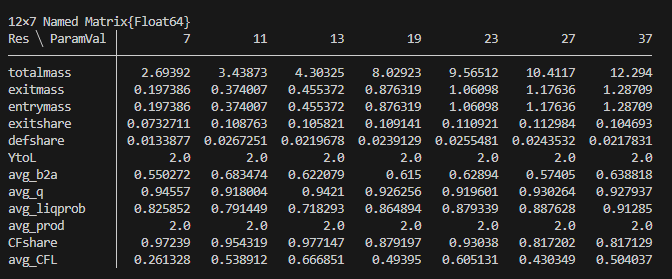 12×7 Named Matrix{Float64}
Res ╲ ParamVal │ 7 11 13 19 23 27 37
totalmass │ 2.69392 3.43873 4.30325 8.02923 9.56512 10.4117 12.294
exitmass │ 0.197386 0.374007 0.455372 0.876319 1.06098 1.17636 1.28709
entrymass │ 0.197386 0.374007 0.455372 0.876319 1.06098 1.17636 1.28709
exitshare │ 0.0732711 0.108763 0.105821 0.109141 0.110921 0.112984 0.104693
defshare │ 0.0133877 0.0267251 0.0219678 0.0239129 0.0255481 0.0243532 0.0217831
YtoL │ 2.0 2.0 2.0 2.0 2.0 2.0 2.0
avg_b2a │ 0.550272 0.683474 0.622079 0.615 0.62894 0.57405 0.638818
avg_q │ 0.94557 0.918004 0.9421 0.926256 0.919601 0.930264 0.927937
avg_liqprob │ 0.825852 0.791449 0.718293 0.864894 0.879339 0.887628 0.91285
avg_prod │ 2.0 2.0 2.0 2.0 2.0 2.0 2.0
CFshare │ 0.97239 0.954319 0.977147 0.879197 0.93038 0.817202 0.817129
avg_CFL │ 0.261328 0.538912 0.666851 0.49395 0.605131 0.430349 0.504037